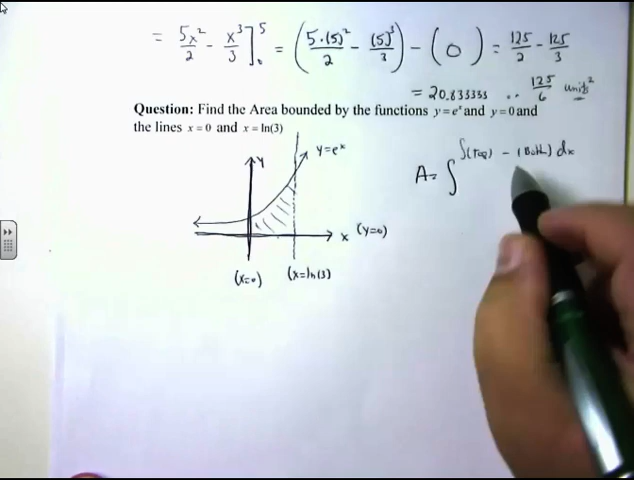 = 5x²/2 - x³/3 ]₀⁵ = ( 5·(5)²/2 - (5)³/3 ) - ( 0 ) = 125/2 - 125/3
= 20.833333 .. 125/6 units²
Question: Find the Area bounded by the functions y = eˣ and y = 0 and
the lines x = 0 and x = ln(3)
y=eˣ
y
∫(Top) - (Bott) dx
A= ∫
x (y=0)
(x=0) (x=ln(3))